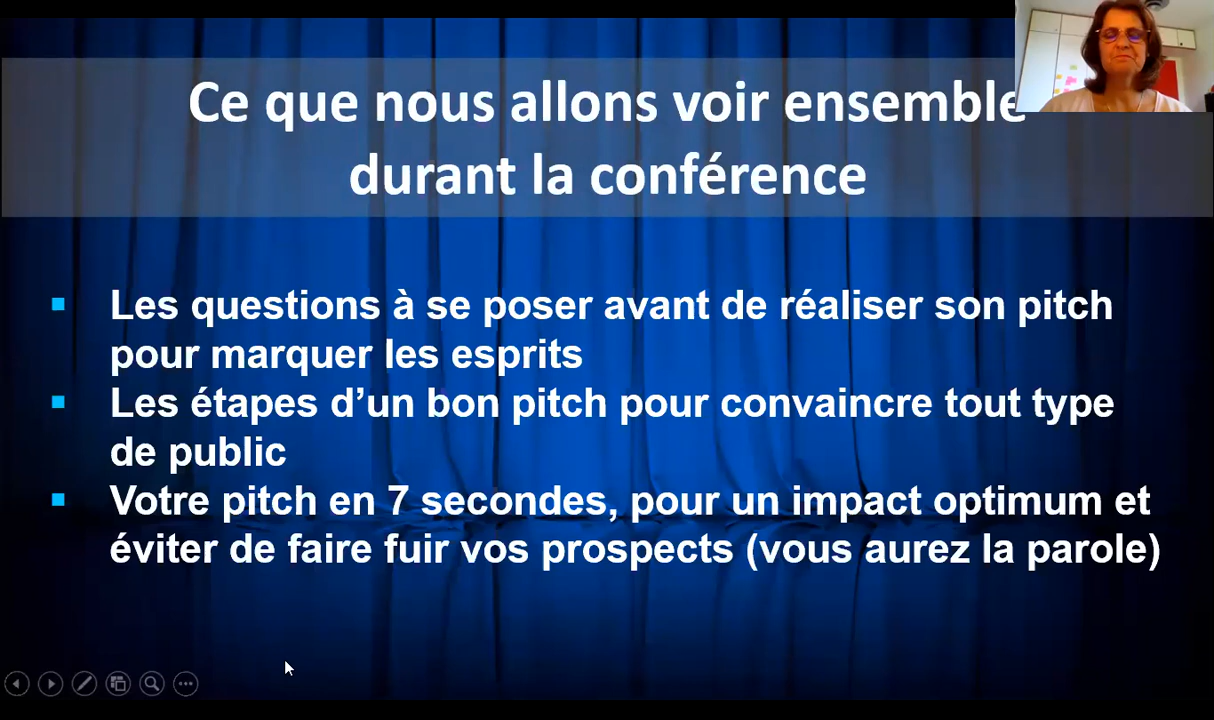 Ce que nous allons voir ensemble
durant la conférence
Les questions à se poser avant de réaliser son pitch
pour marquer les esprits
Les étapes d’un bon pitch pour convaincre tout type
de public
Votre pitch en 7 secondes, pour un impact optimum et
éviter de faire fuir vos prospects (vous aurez la parole)